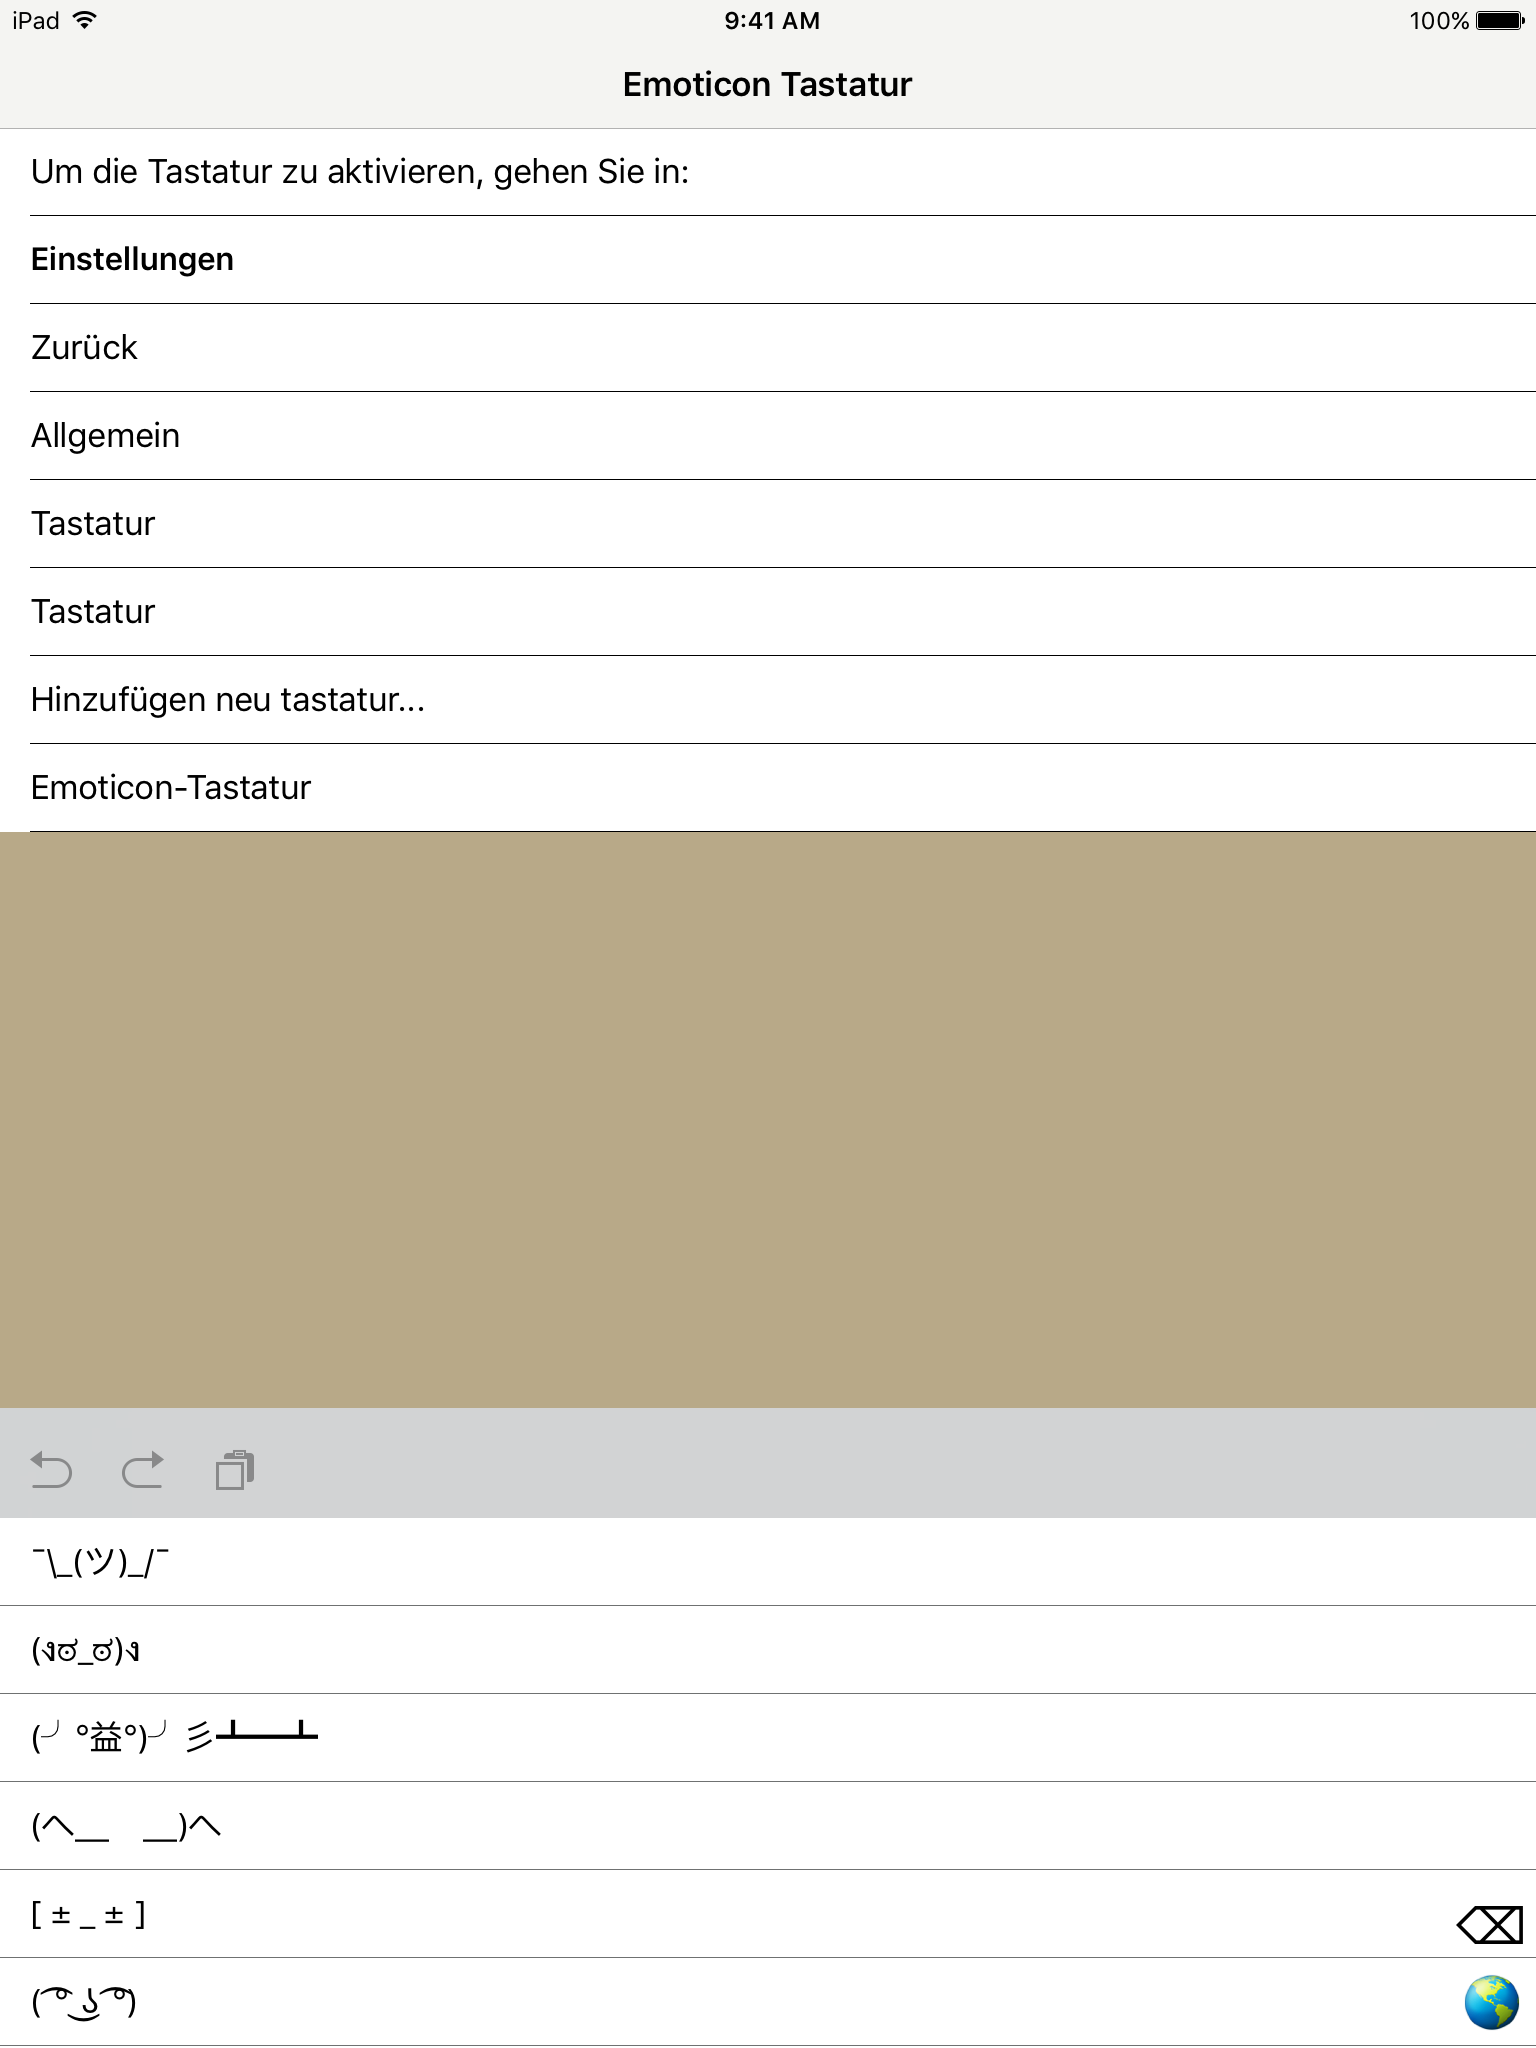 iPad 9:41 AM 100%
Emoticon Tastatur
Um die Tastatur zu aktivieren, gehen Sie in:
Einstellungen
Zurück
Allgemein
Tastatur
Tastatur
Hinzufügen neu tastatur...
Emoticon-Tastatur
¯\_(ツ)_/¯
(ง ಠ_ಠ)ง
(╯°益°)╯彡┻━┻
(ヘ＿　＿)ヘ
[ ± _ ± ]
( ͡° ͜ʖ ͡°)